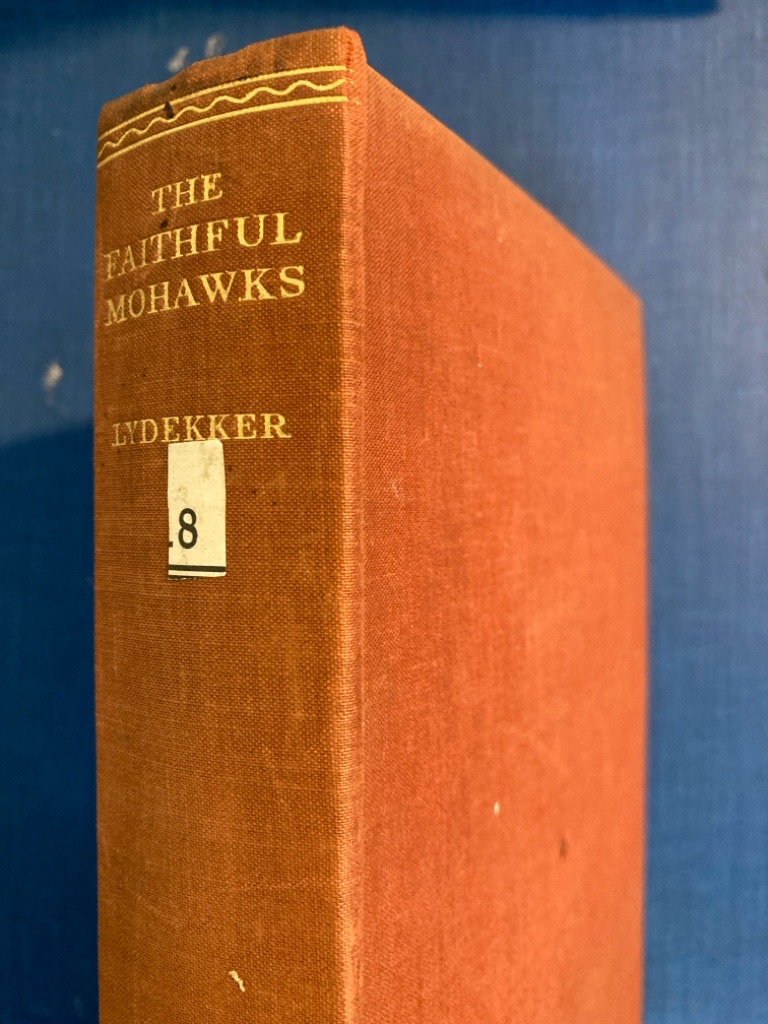 THE
FAITHFUL
MOHAWKS
LYDEKKER
.8